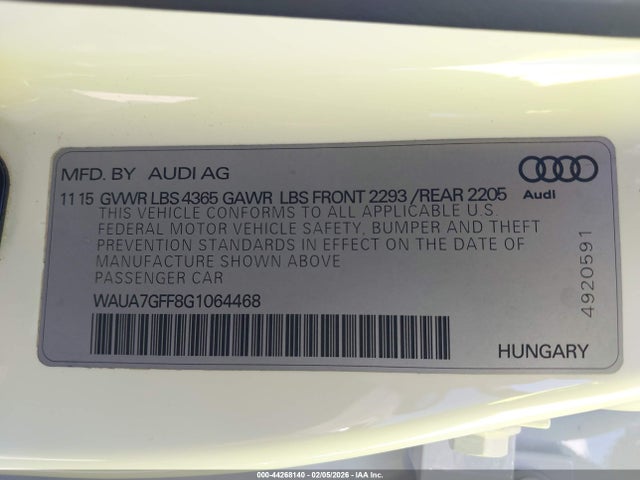 MFD. BY AUDI AG
11 15 GVWR LBS 4365 GAWR LBS FRONT 2293 /REAR 2205
THIS VEHICLE CONFORMS TO ALL APPLICABLE U.S.
FEDERAL MOTOR VEHICLE SAFETY, BUMPER AND THEFT
PREVENTION STANDARDS IN EFFECT ON THE DATE OF
MANUFACTURE SHOWN ABOVE
PASSENGER CAR
WAUA7GFF8G1064468
Audi
4920591
HUNGARY
000-44268140 - 02/05/2026 - IAA Inc.